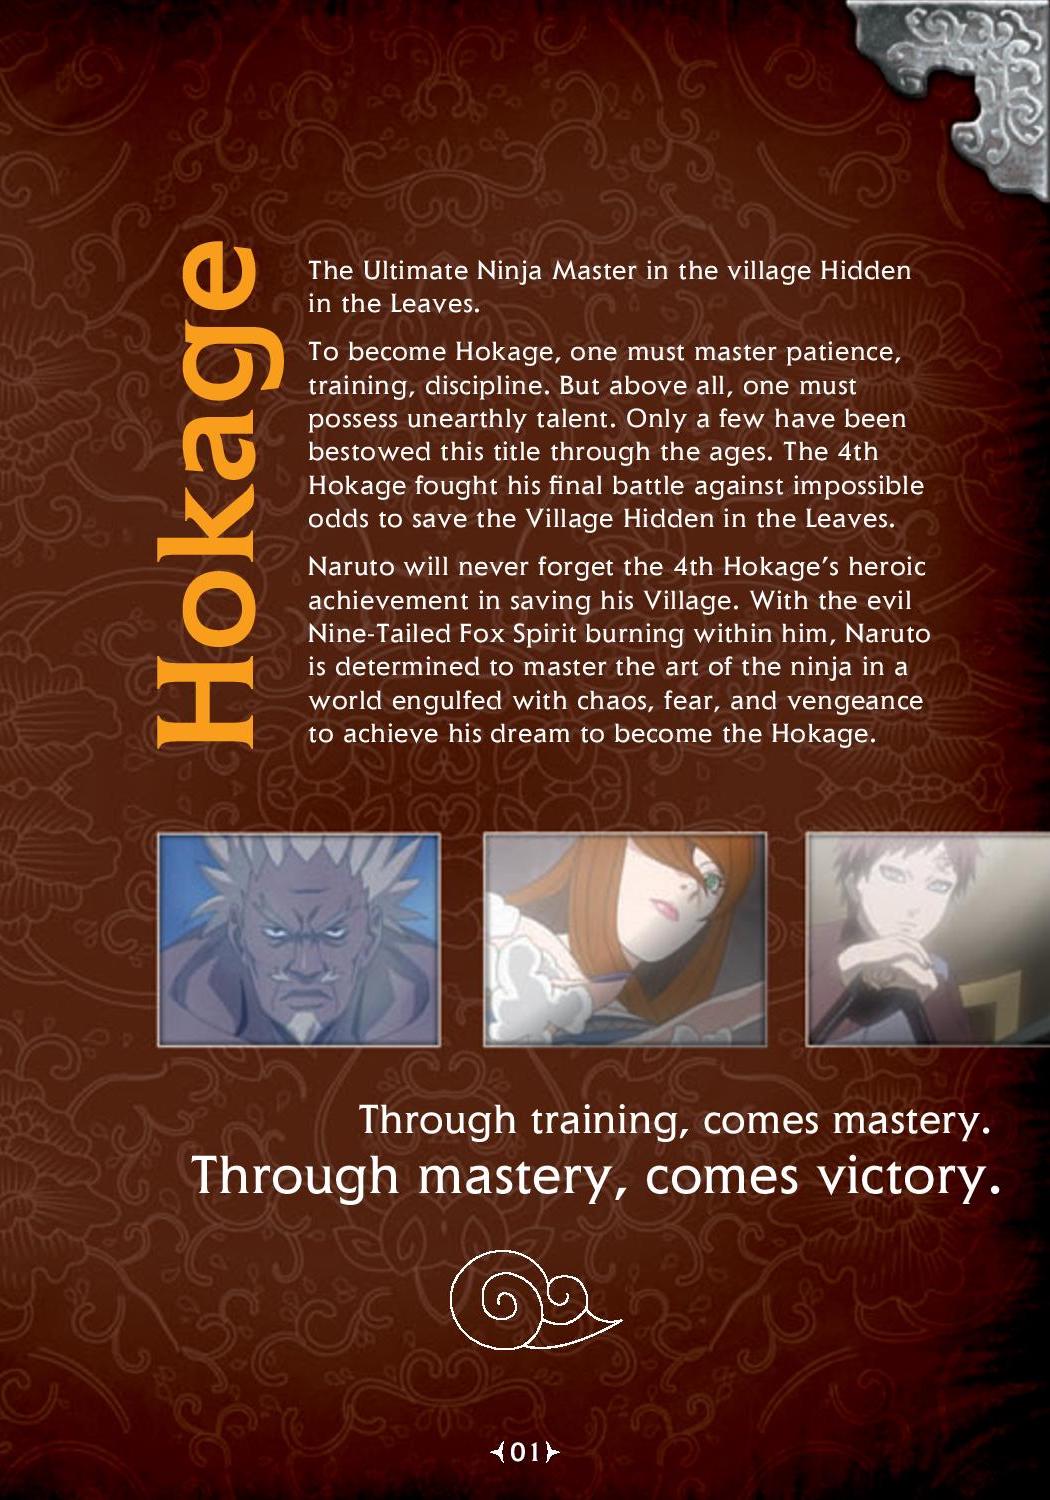 Hokage
The Ultimate Ninja Master in the village Hidden
in the Leaves.
To become Hokage, one must master patience,
training, discipline. But above all, one must
possess unearthly talent. Only a few have been
bestowed this title through the ages. The 4th
Hokage fought his final battle against impossible
odds to save the Village Hidden in the Leaves.
Naruto will never forget the 4th Hokage’s heroic
achievement in saving his Village. With the evil
Nine-Tailed Fox Spirit burning within him, Naruto
is determined to master the art of the ninja in a
world engulfed with chaos, fear, and vengeance
to achieve his dream to become the Hokage.
Through training, comes mastery.
Through mastery, comes victory.
01